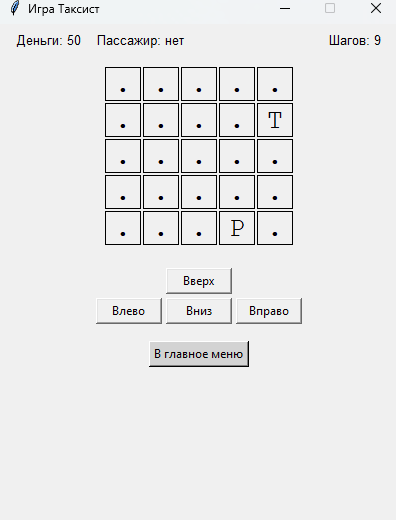 Игра Таксист
Деньги: 50 Пассажир: нет Шагов: 9
. . . . .
. . . . T
. . . . .
. . . . .
. . . P .
Вверх
Влево Вниз Вправо
В главное меню